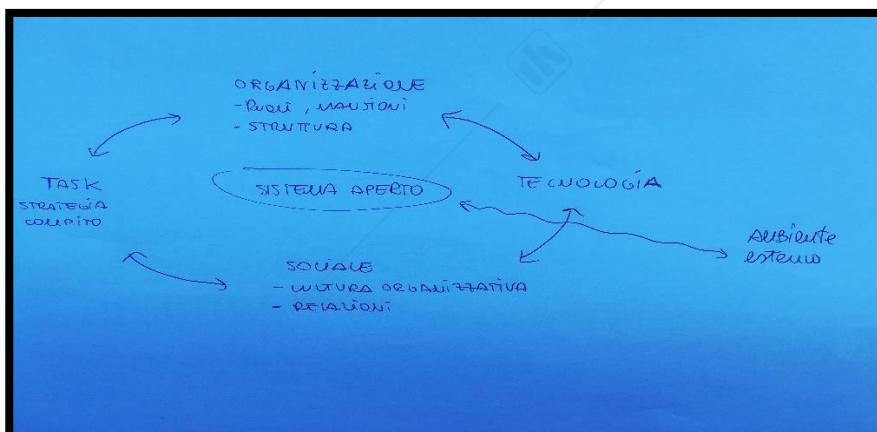 ORGANIZZAZIONE
- RUOLI, MANSIONI
- STRUTTURA
TASK
STRATEGIA
COMPITO
SISTEMA APERTO
TECNOLOGIA
AMBIENTE
ESTERNO
SOCIALE
- CULTURA ORGANIZZATIVA
- RELAZIONI